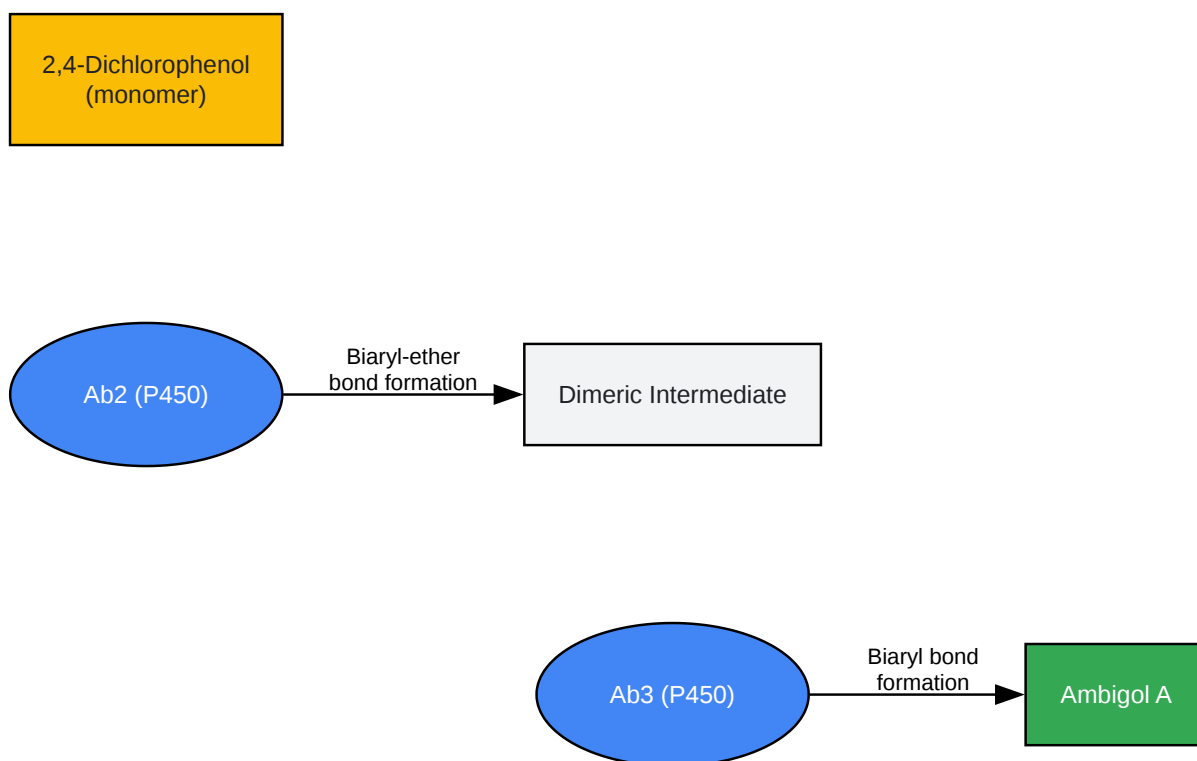 2,4-Dichlorophenol
(monomer)
Biaryl-ether
bond formation
Ab2 (P450)
Dimeric Intermediate
Biaryl bond
formation
Ab3 (P450)
Ambigol A